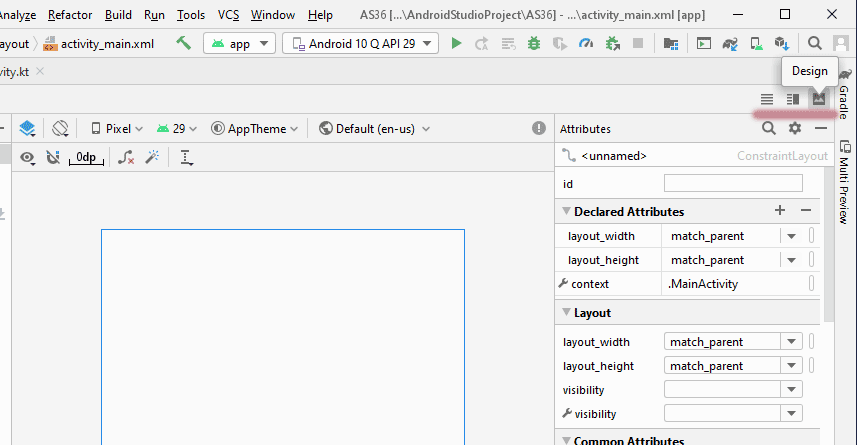 Analyze Refactor Build Run Tools VCS Window Help AS36 [...\AndroidStudioProject\AS36] - ...\activity_main.xml [app]
ayout activity_main.xml app Android 10 Q API 29
vity.kt
Design
Gradle
Pixel 29 AppTheme Default (en-us) Attributes
0dp <unnamed> ConstraintLayout
Multi Preview
id
Declared Attributes
layout_width match_parent
layout_height match_parent
context .MainActivity
Layout
layout_width match_parent
layout_height match_parent
visibility
visibility
Common Attributes